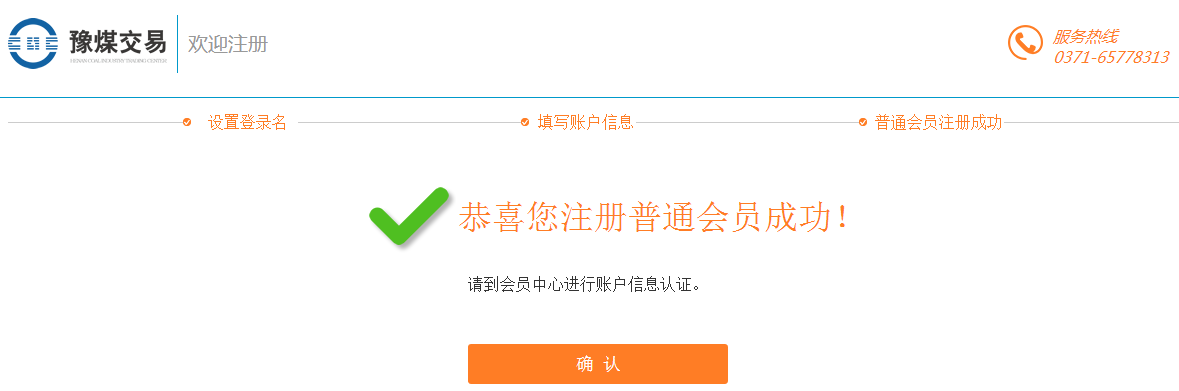 豫煤交易
HENAN COAL INDUSTRY TRADING CENTER
欢迎注册
服务热线
0371-65778313
设置登录名
填写账户信息
普通会员注册成功
恭喜您注册普通会员成功！
请到会员中心进行账户信息认证。
确 认